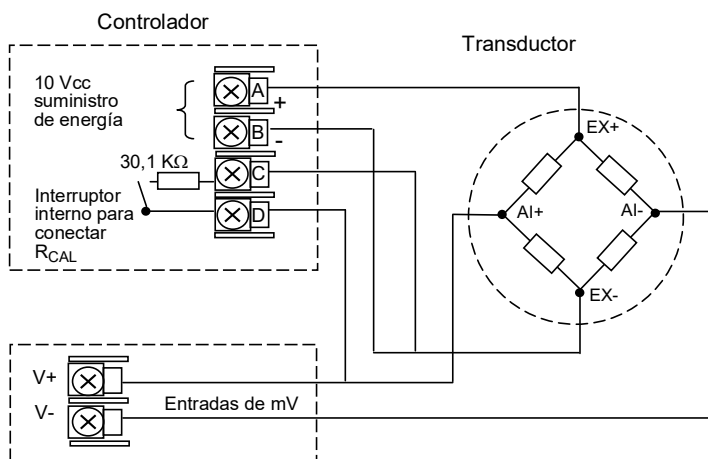 Controlador
Transductor
10 Vcc
suministro
de energía
A
+
B
-
30,1 KΩ
C
Interruptor
interno para
conectar
RCAL
D
EX+
AI+
AI-
EX-
V+
V-
Entradas de mV